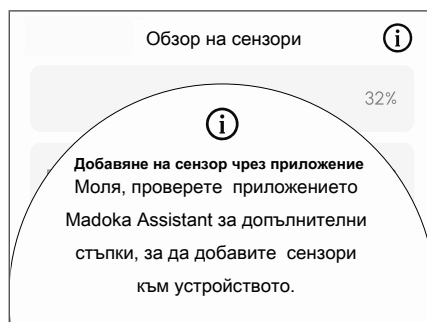 Обзор на сензори
32%
Добавяне на сензор чрез приложение
Моля, проверете приложението
Madoka Assistant за допълнителни
стъпки, за да добавите сензори
към устройството.